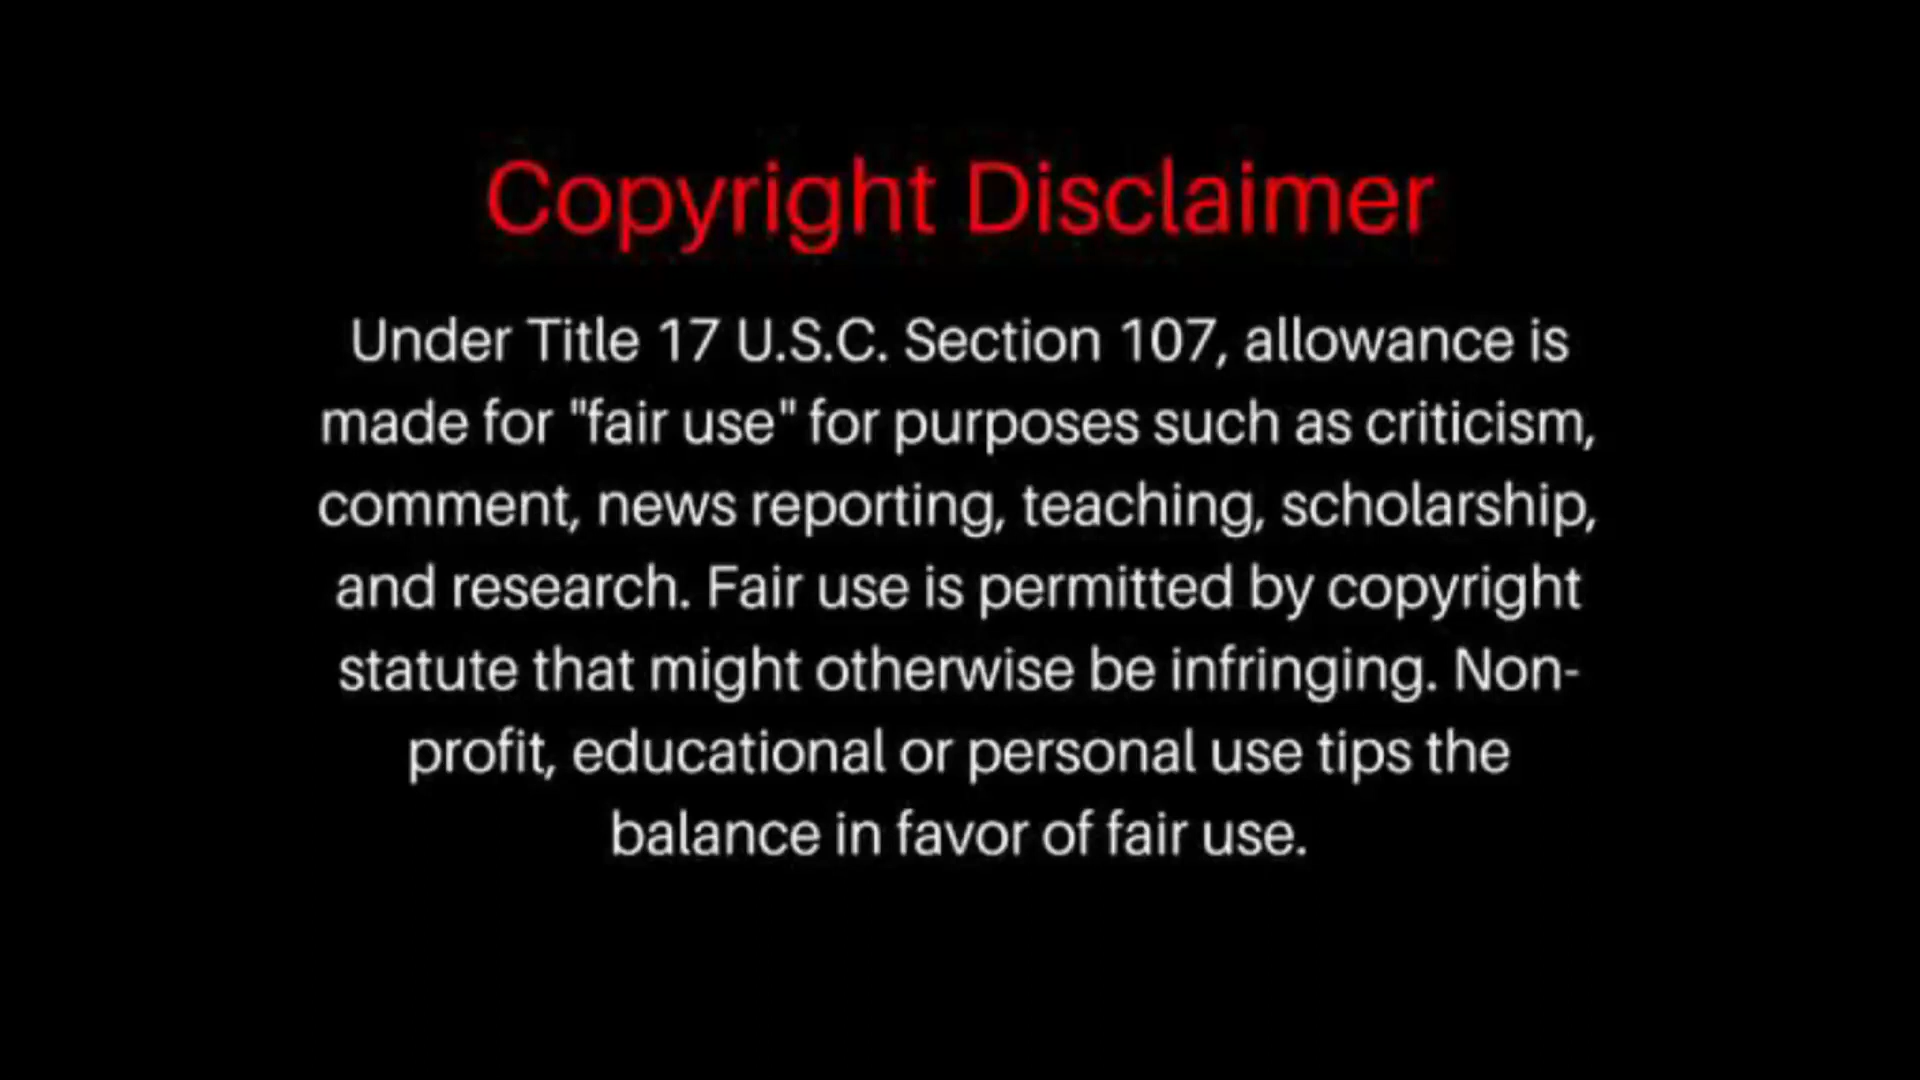 Copyright Disclaimer
Under Title 17 U.S.C. Section 107, allowance is
made for "fair use" for purposes such as criticism,
comment, news reporting, teaching, scholarship,
and research. Fair use is permitted by copyright
statute that might otherwise be infringing. Non-
profit, educational or personal use tips the
balance in favor of fair use.